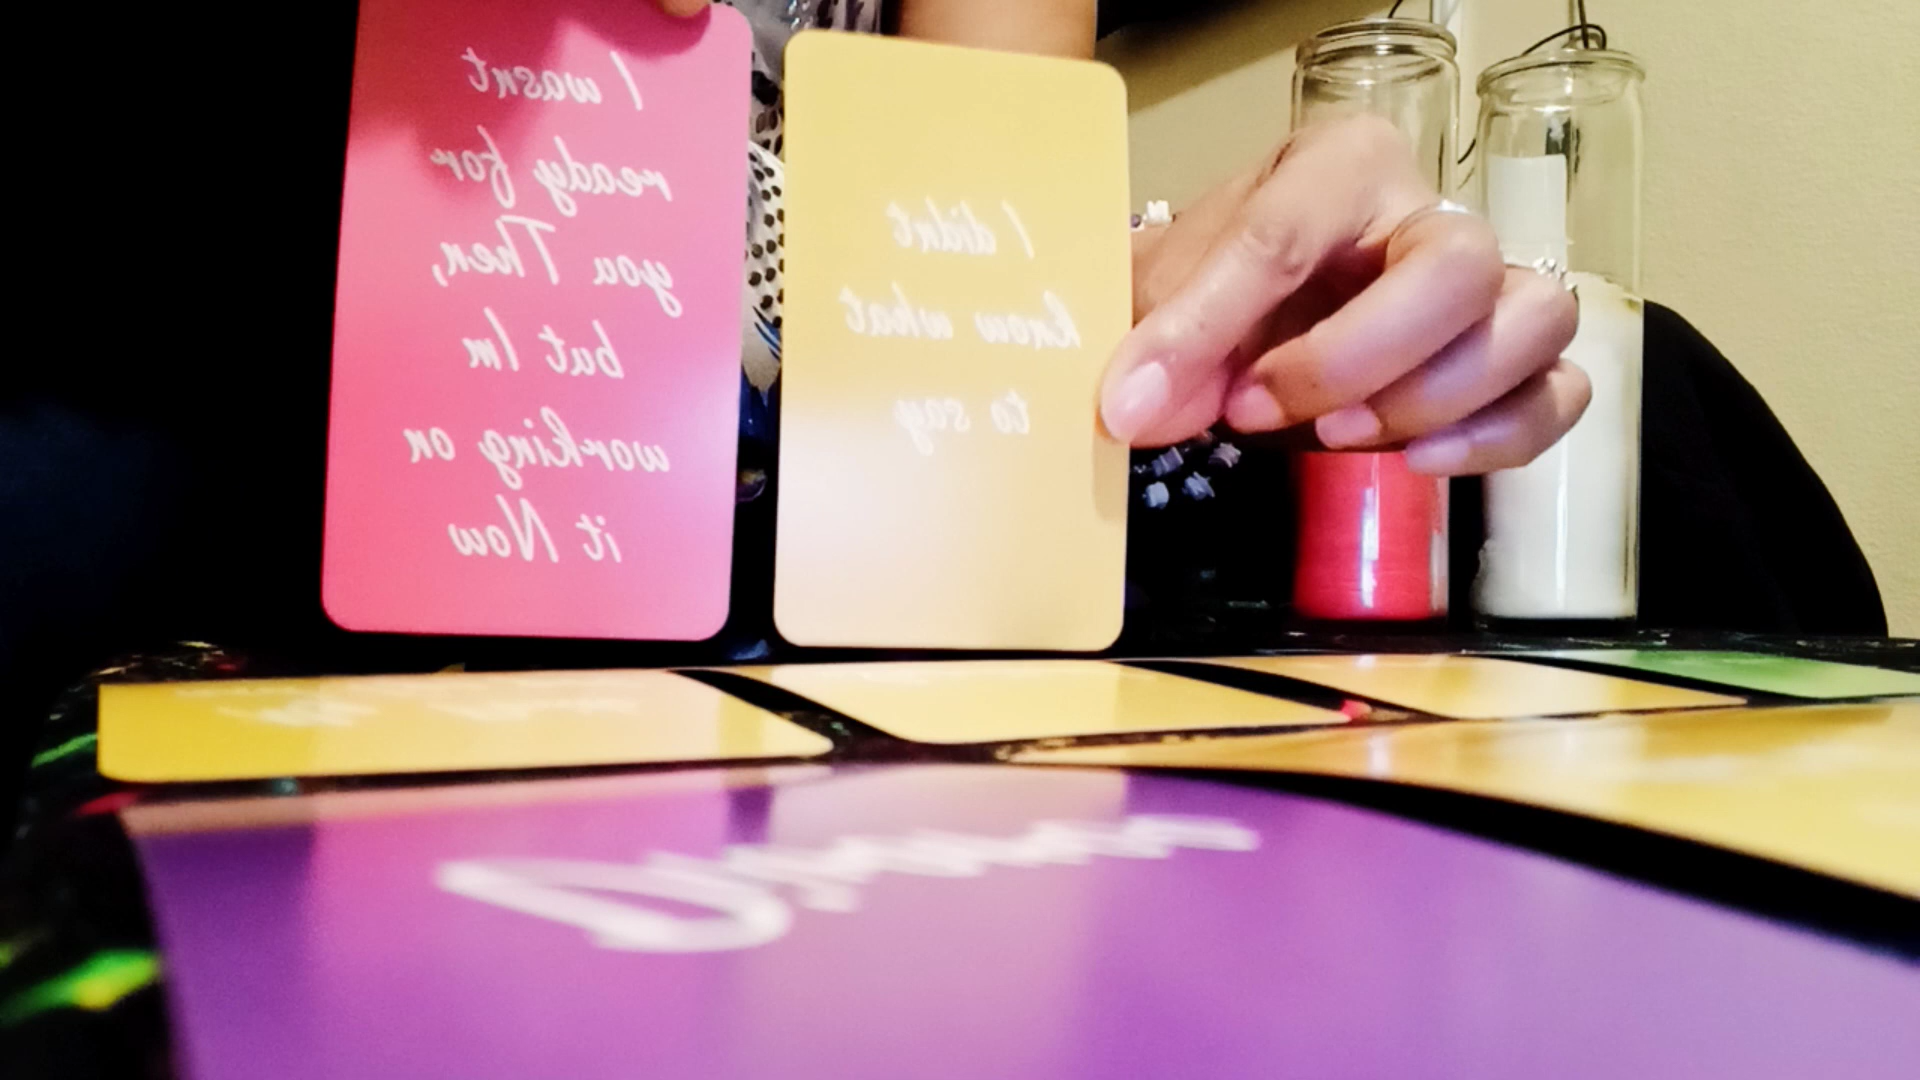 I wasnt
ready for
you Then,
but Im
working on
it Now
I didnt
know what
to say